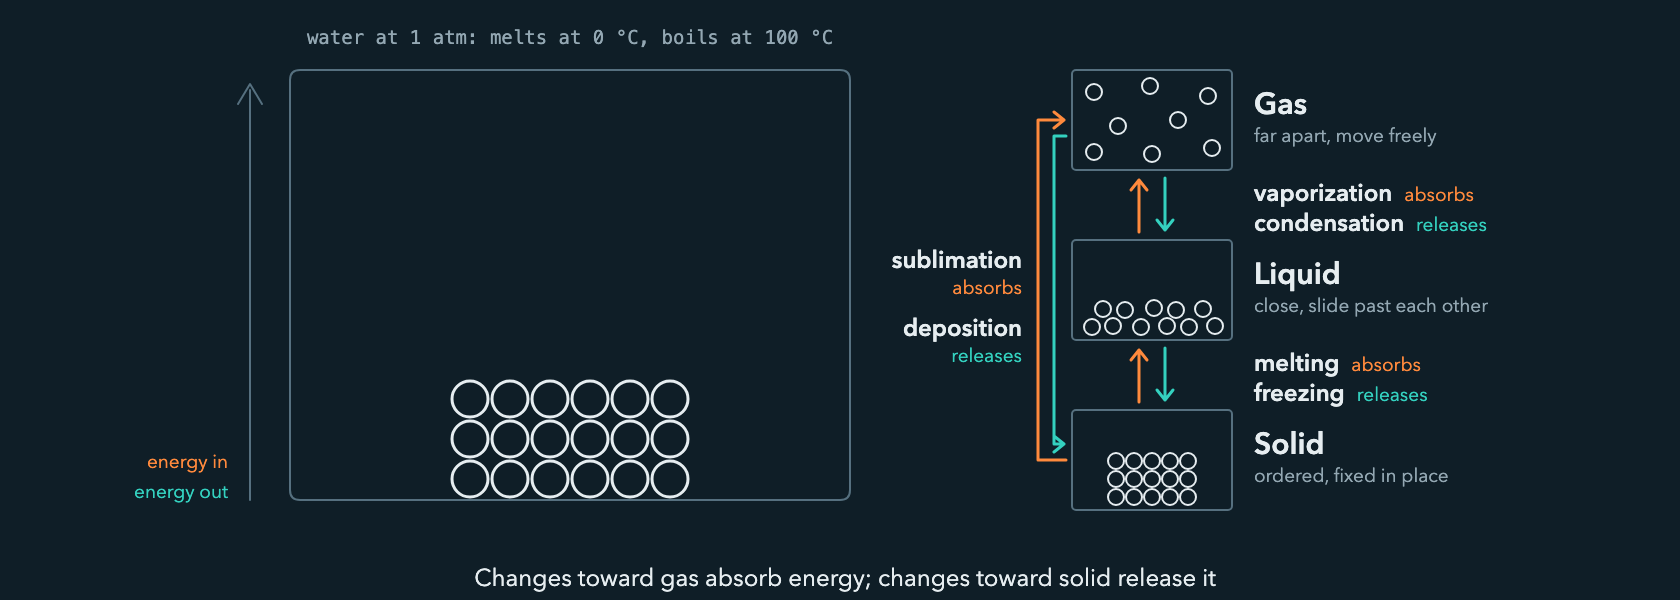 water at 1 atm: melts at 0 °C, boils at 100 °C
energy in
energy out
sublimation
absorbs
deposition
releases
Gas
far apart, move freely
vaporization absorbs
condensation releases
Liquid
close, slide past each other
melting absorbs
freezing releases
Solid
ordered, fixed in place
Changes toward gas absorb energy; changes toward solid release it